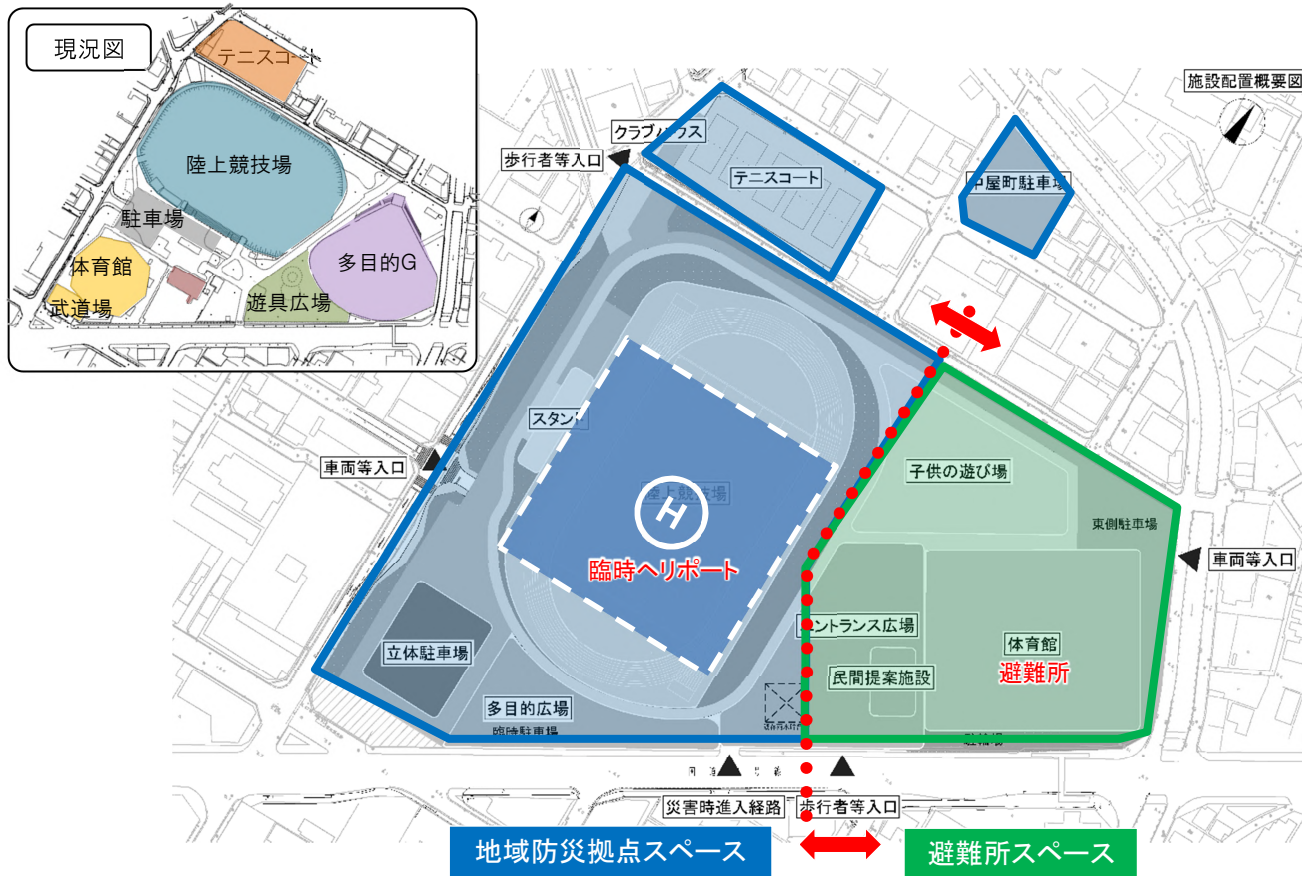 現況図
テニスコート
陸上競技場
駐車場
体育館
武道場
遊具広場
多目的G
施設配置概要図
クラブハウス
歩行者等入口
テニスコート
中屋町駐車場
スタンド
車両等入口
陸上競技場
H
臨時ヘリポート
子供の遊び場
東側駐車場
車両等入口
エントランス広場
体育館
避難所
民間提案施設
立体駐車場
多目的広場
臨時駐車場
駐輪場
災害時進入経路
歩行者等入口
地域防災拠点スペース
避難所スペース